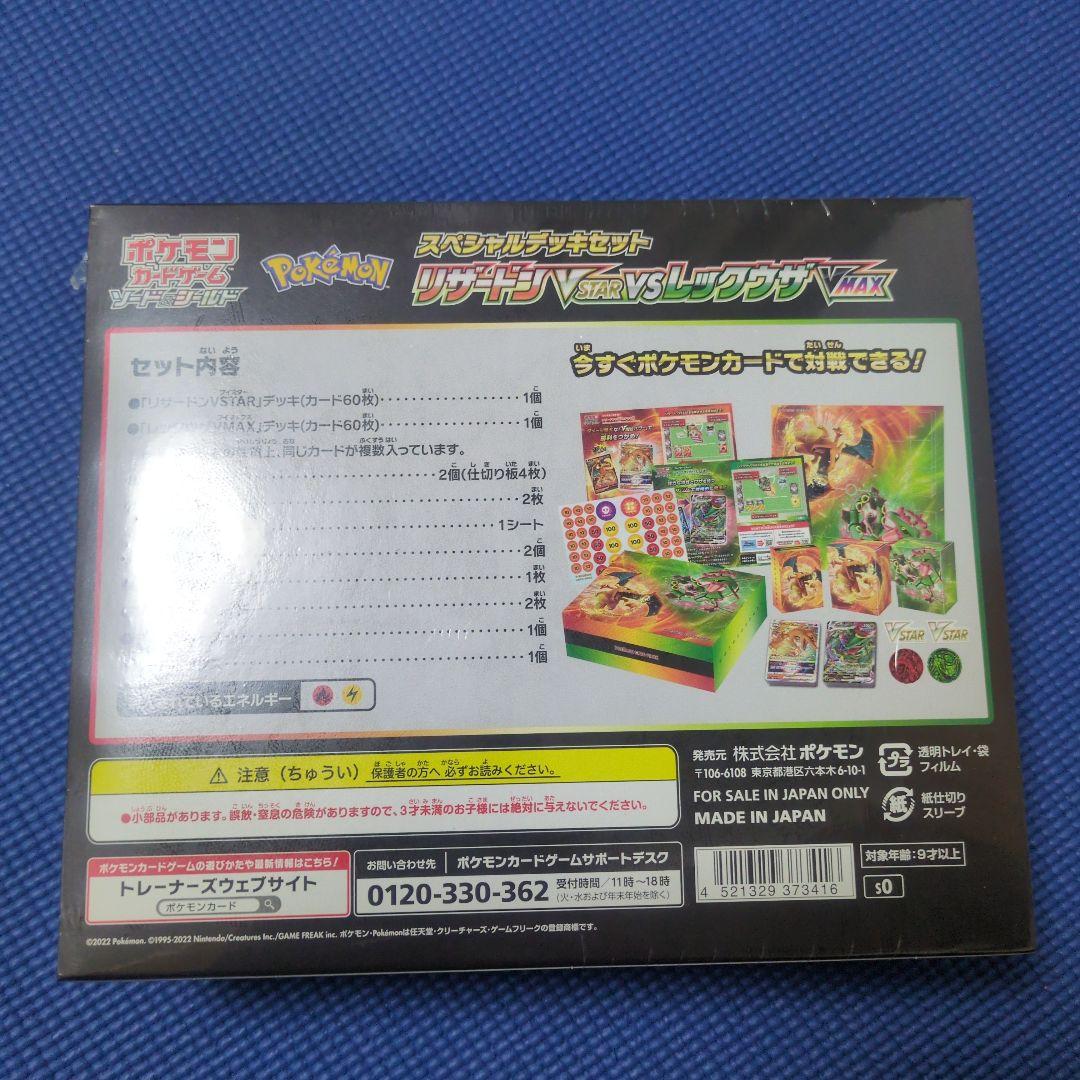 ポケモン
カードゲーム
ソード&シールド
POKÉMON
スペシャルデッキセット
リザードンVSTAR VS レックウザVMAX
セット内容
今すぐポケモンカードで対戦できる!
●「リザードンVSTAR」デッキ(カード60枚)‥‥‥‥1個
●「レックウザVMAX」デッキ(カード60枚)‥‥‥‥1個
の性質上、同じカードが複数入っています。
2個(仕切り板4枚)
2枚
1シート
2個
1枚
2枚
1個
1個
れているエネルギー
VSTAR VSTAR
⚠ 注意(ちゅうい) 保護者の方へ 必ずお読みください。
●小部品があります。誤飲・窒息の危険がありますので、3才未満のお子様には絶対に与えないでください。
発売元 株式会社 ポケモン
〒106-6108 東京都港区六本木6-10-1
FOR SALE IN JAPAN ONLY
MADE IN JAPAN
プラ
透明トレイ・袋
フィルム
紙
紙仕切り
スリーブ
ポケモンカードゲームの遊びかたや最新情報はこちら!
トレーナーズウェブサイト
ポケモンカード
お問い合わせ先 ポケモンカードゲームサポートデスク
0120-330-362 受付時間/11時~18時
(火・水および年末年始を除く)
4 521329 373416
対象年齢:9才以上
s0
©2022 Pokémon. ©1995-2022 Nintendo/Creatures Inc./GAME FREAK inc. ポケモン・Pokémonは任天堂・クリーチャーズ・ゲームフリークの登録商標です。